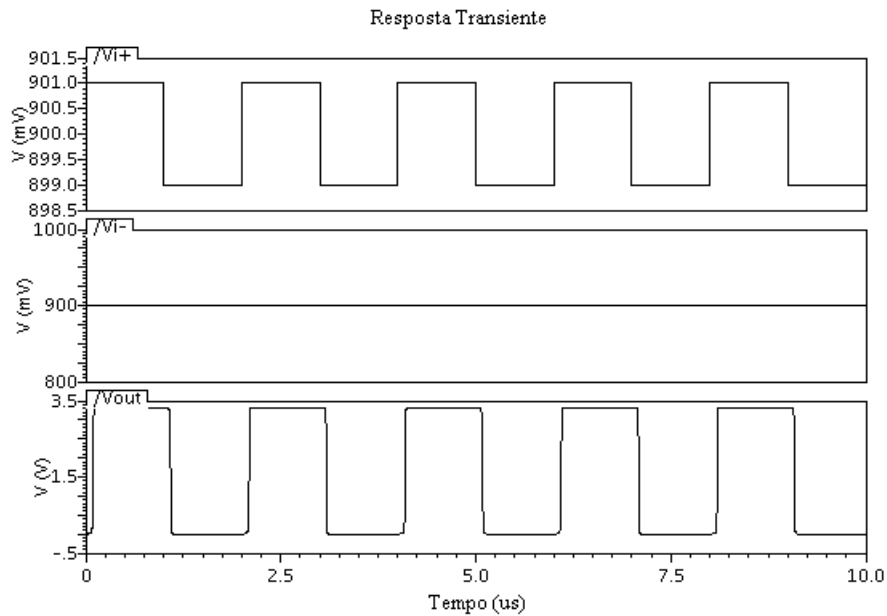 Resposta Transiente
/Vi+
901.5
901.0
900.5
900.0
899.5
899.0
898.5
V (mV)
/Vi-
1000
900
800
V (mV)
/Vout
3.5
1.5
-.5
V (V)
0 2.5 5.0 7.5 10.0
Tempo (us)